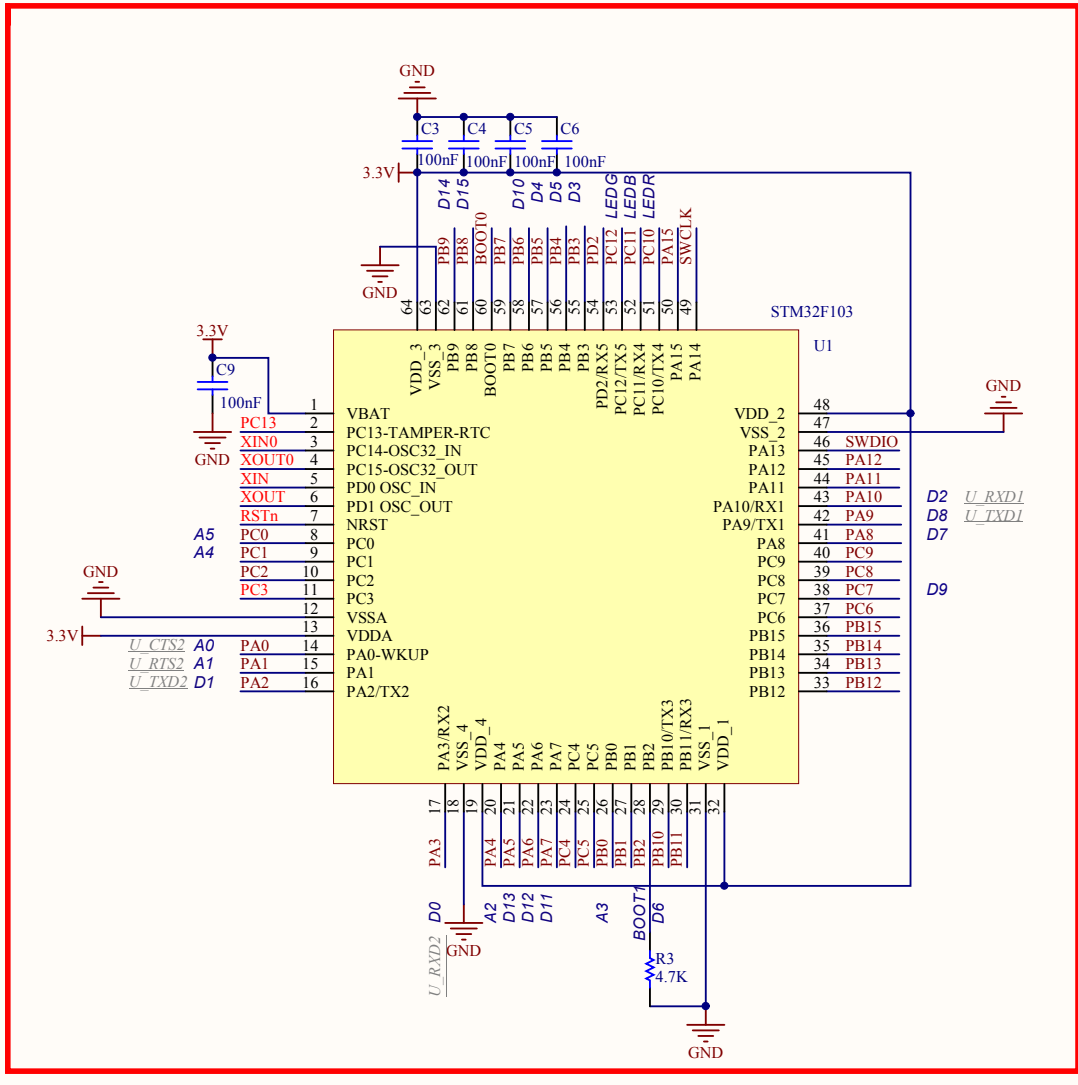 GND
C3
C4
C5
C6
100nF
100nF
100nF
100nF
3.3V
D14
D15
D10
D4
D5
D3
LEDG
LEDB
LEDR
PB9
PB8
BOOT0
PB7
PB6
PB5
PB4
PB3
PD2
PC12
PC11
PC10
PA15
SWCLK
GND
64
63
62
61
60
59
58
57
56
55
54
53
52
51
50
49
STM32F103
U1
VDD_3
VSS_3
PB9
PB8
BOOT0
PB7
PB6
PB5
PB4
PB3
PD2/RX5
PC12/TX5
PC11/RX4
PC10/TX4
PA15
PA14
3.3V
C9
100nF
GND
1 VBAT
PC13 2 PC13-TAMPER-RTC
XIN0 3 PC14-OSC32_IN
XOUT0 4 PC15-OSC32_OUT
XIN 5 PD0 OSC_IN
XOUT 6 PD1 OSC_OUT
RSTn 7 NRST
A5 PC0 8 PC0
A4 PC1 9 PC1
PC2 10 PC2
PC3 11 PC3
GND
12 VSSA
3.3V 13 VDDA
U_CTS2 A0 PA0 14 PA0-WKUP
U_RTS2 A1 PA1 15 PA1
U_TXD2 D1 PA2 16 PA2/TX2
GND
VDD_2 48
VSS_2 47
PA13 46 SWDIO
PA12 45 PA12
PA11 44 PA11
PA10/RX1 43 PA10 D2 U_RXD1
PA9/TX1 42 PA9 D8 U_TXD1
PA8 41 PA8 D7
PC9 40 PC9
PC8 39 PC8
PC7 38 PC7 D9
PC6 37 PC6
PB15 36 PB15
PB14 35 PB14
PB13 34 PB13
PB12 33 PB12
PA3/RX2
VSS_4
VDD_4
PA4
PA5
PA6
PA7
PC4
PC5
PB0
PB1
PB2
PB10/TX3
PB11/RX3
VSS_1
VDD_1
17
18
19
20
21
22
23
24
25
26
27
28
29
30
31
32
PA3
PA4
PA5
PA6
PA7
PC4
PC5
PB0
PB1
PB2
PB10
PB11
D0
A2
D13
D12
D11
A3
BOOT1
D6
U_RXD2
GND
R3
4.7K
GND